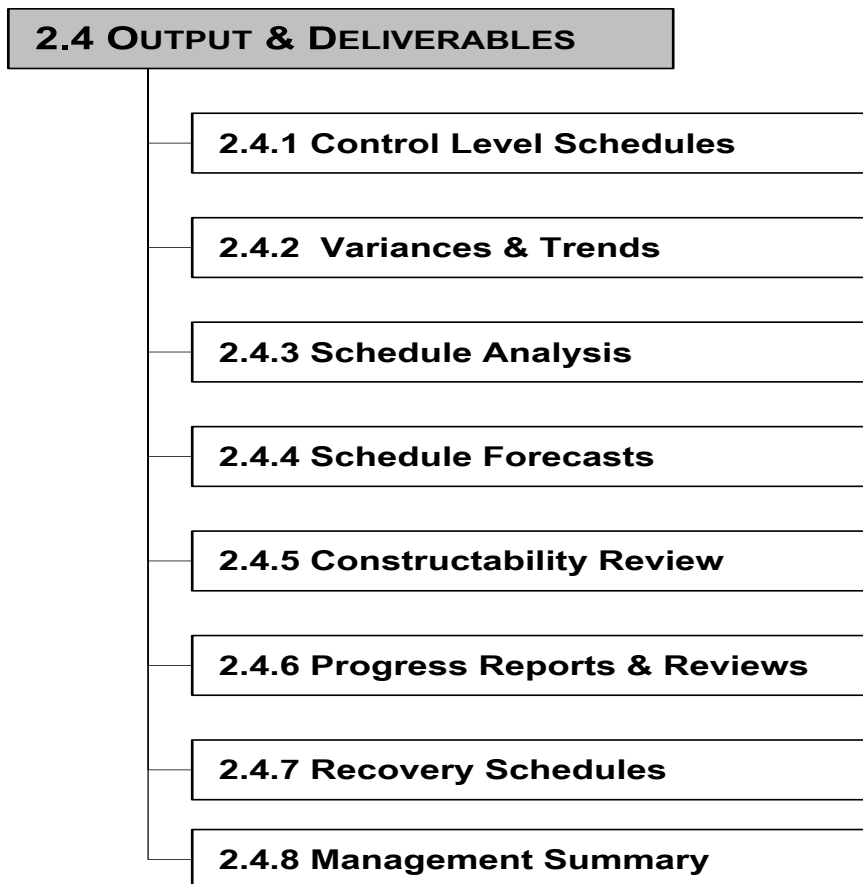 2.4 OUTPUT & DELIVERABLES
2.4.1 Control Level Schedules
2.4.2 Variances & Trends
2.4.3 Schedule Analysis
2.4.4 Schedule Forecasts
2.4.5 Constructability Review
2.4.6 Progress Reports & Reviews
2.4.7 Recovery Schedules
2.4.8 Management Summary